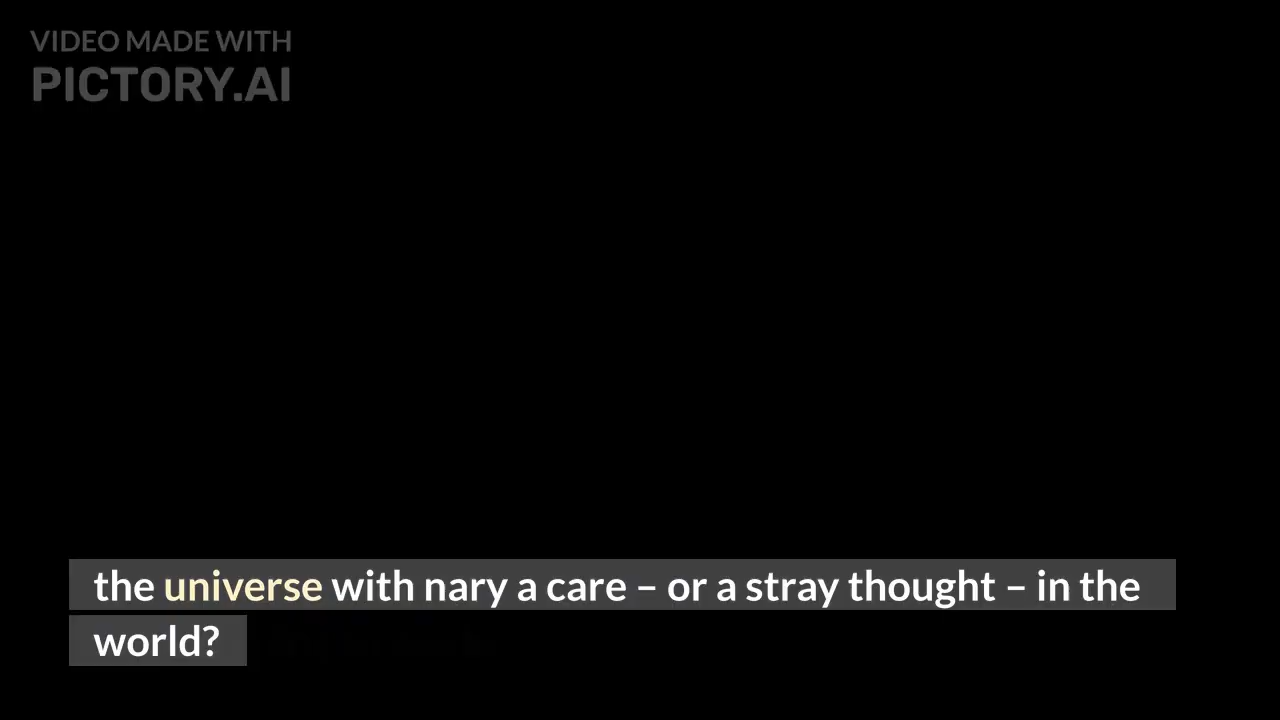 VIDEO MADE WITH
PICTORY.AI
the universe with nary a care – or a stray thought – in the
world?